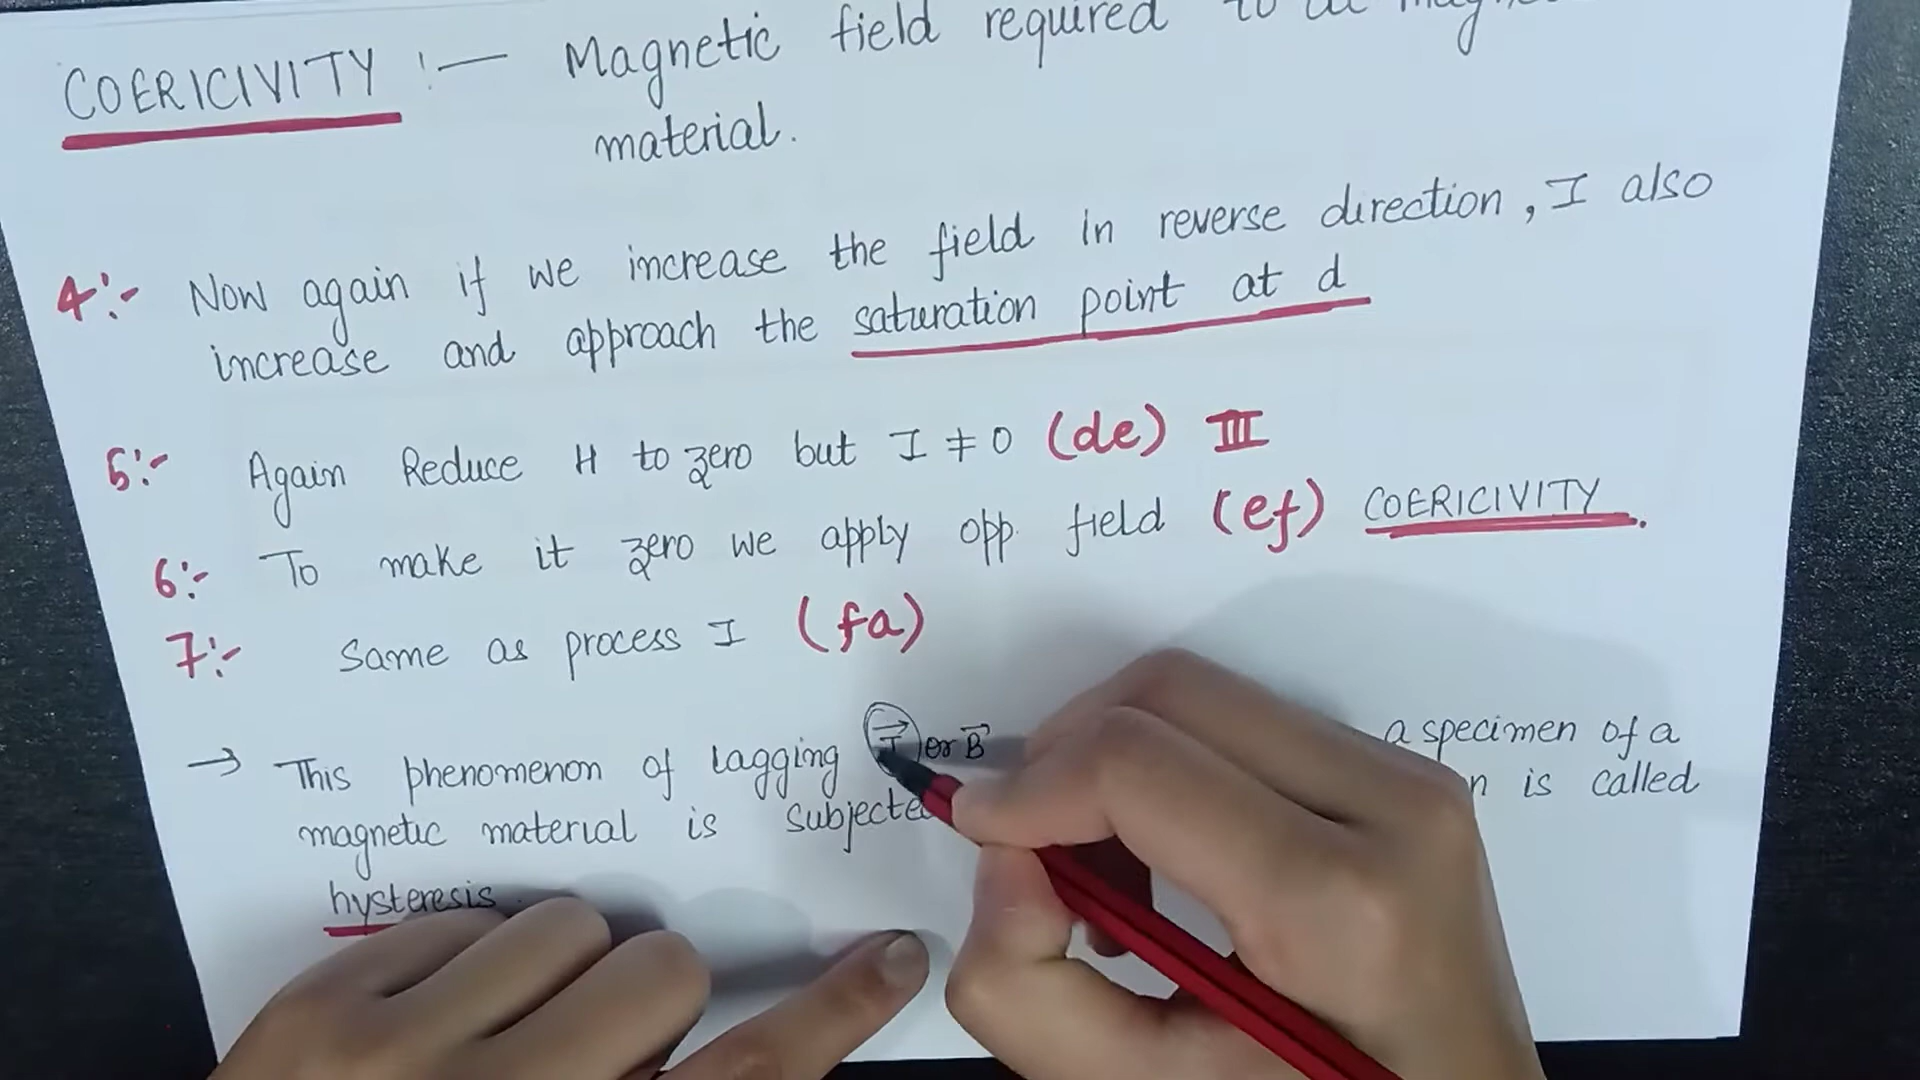 COERICIVITY :— Magnetic field required to
material.
4:- Now again if we increase the field in reverse direction, I also
increase and approach the saturation point at d
5:- Again Reduce H to zero but I ≠ 0 (de) III
6:- To make it zero we apply opp. field (ef) COERICIVITY.
7:- Same as process I (fa)
→ This phenomenon of lagging I or B a specimen of a
magnetic material is is called
hysteresis.